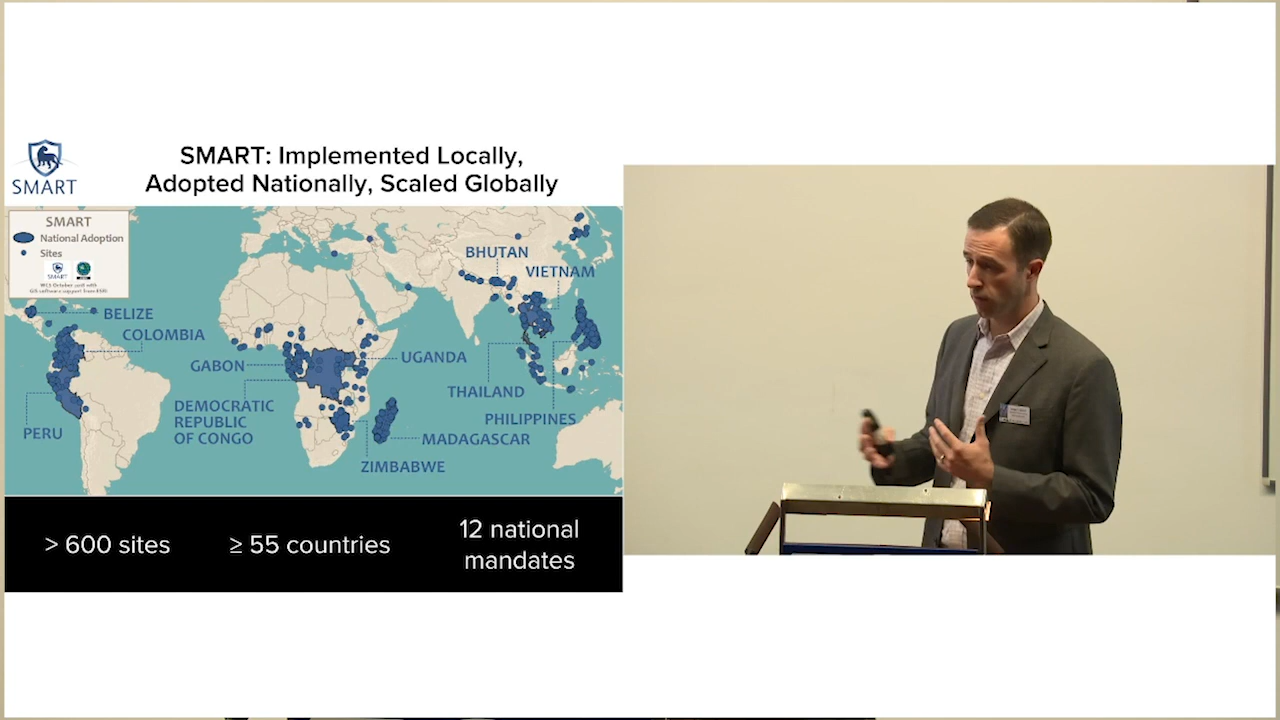 SMART: Implemented Locally,
Adopted Nationally, Scaled Globally
SMART
SMART
National Adoption
Sites
SMART
BHUTAN
VIETNAM
BELIZE
COLOMBIA
GABON
UGANDA
THAILAND
DEMOCRATIC
REPUBLIC
OF CONGO
PHILIPPINES
PERU
MADAGASCAR
ZIMBABWE
> 600 sites
≥ 55 countries
12 national
mandates